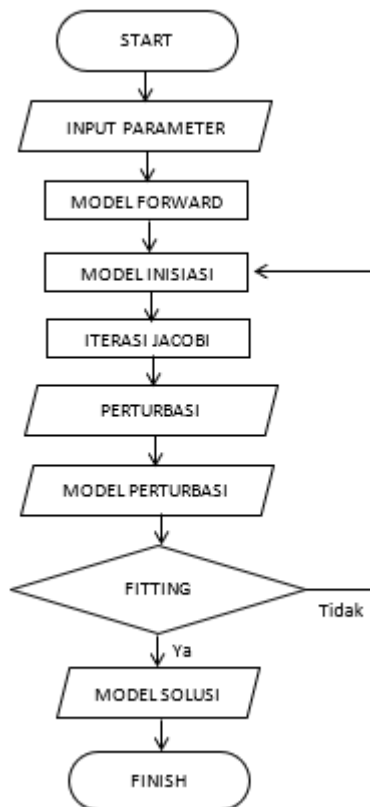 START
INPUT PARAMETER
MODEL FORWARD
MODEL INISIASI
ITERASI JACOBI
PERTURBASI
MODEL PERTURBASI
FITTING
Tidak
Ya
MODEL SOLUSI
FINISH